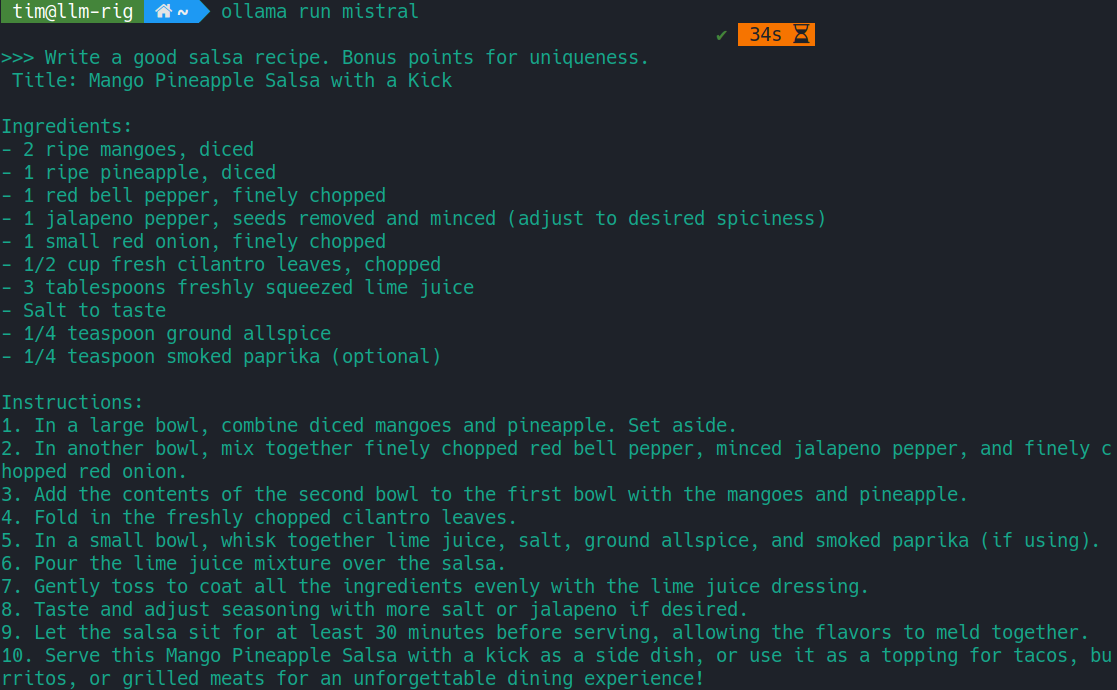 tim@llm-rig ~ ollama run mistral
✔ 34s
>>> Write a good salsa recipe. Bonus points for uniqueness.
Title: Mango Pineapple Salsa with a Kick
Ingredients:
- 2 ripe mangoes, diced
- 1 ripe pineapple, diced
- 1 red bell pepper, finely chopped
- 1 jalapeno pepper, seeds removed and minced (adjust to desired spiciness)
- 1 small red onion, finely chopped
- 1/2 cup fresh cilantro leaves, chopped
- 3 tablespoons freshly squeezed lime juice
- Salt to taste
- 1/4 teaspoon ground allspice
- 1/4 teaspoon smoked paprika (optional)
Instructions:
1. In a large bowl, combine diced mangoes and pineapple. Set aside.
2. In another bowl, mix together finely chopped red bell pepper, minced jalapeno pepper, and finely c
hopped red onion.
3. Add the contents of the second bowl to the first bowl with the mangoes and pineapple.
4. Fold in the freshly chopped cilantro leaves.
5. In a small bowl, whisk together lime juice, salt, ground allspice, and smoked paprika (if using).
6. Pour the lime juice mixture over the salsa.
7. Gently toss to coat all the ingredients evenly with the lime juice dressing.
8. Taste and adjust seasoning with more salt or jalapeno if desired.
9. Let the salsa sit for at least 30 minutes before serving, allowing the flavors to meld together.
10. Serve this Mango Pineapple Salsa with a kick as a side dish, or use it as a topping for tacos, bu
rritos, or grilled meats for an unforgettable dining experience!